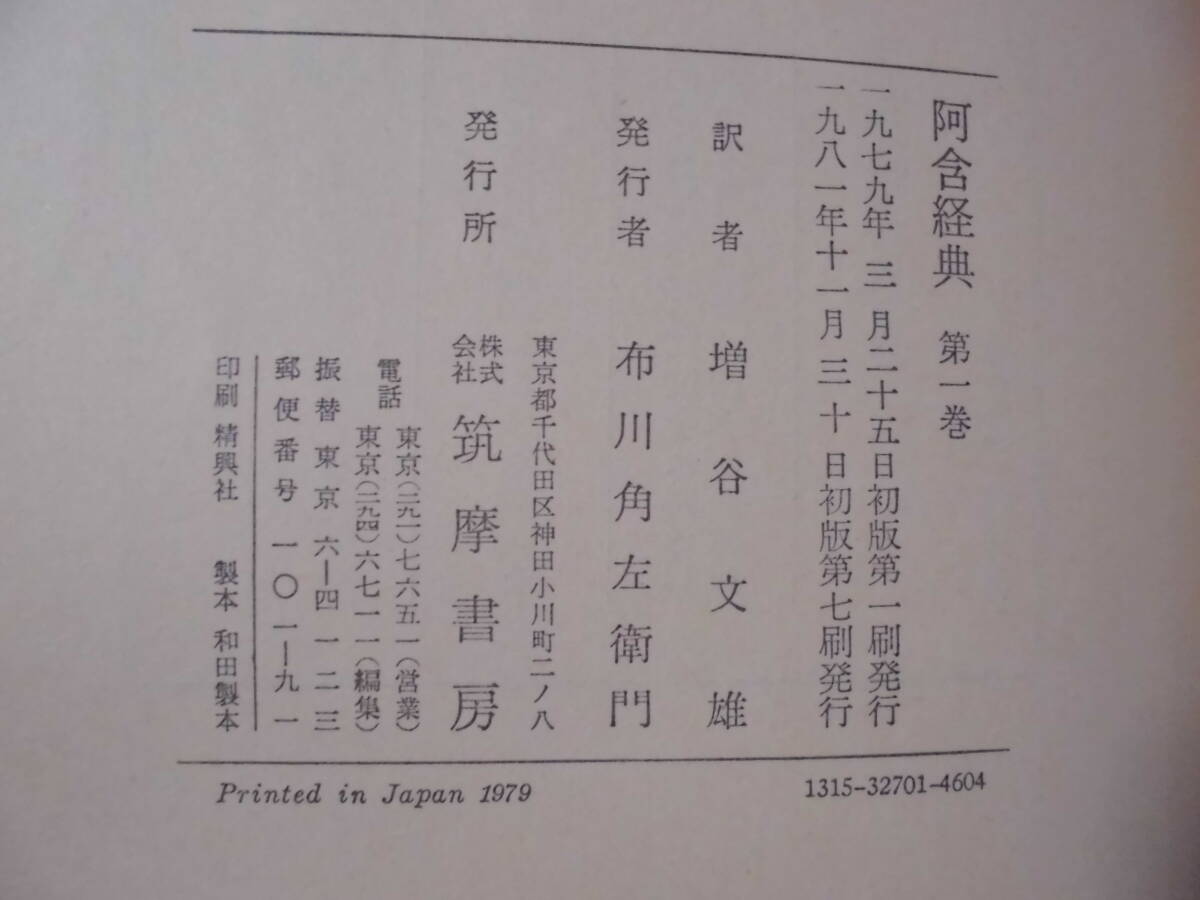 阿含経典　第一巻
一九七九年 三 月二十五日初版第一刷発行
一九八一年十一月 三十 日初版第七刷発行
訳者　増谷文雄
発行者　布川角左衛門
東京都千代田区神田小川町二ノ八
発行所　株式会社 筑摩書房
電話 東京(二九一)七六五一(営業)
東京(二九四)六七一一(編集)
振替 東京 六―四一二三
郵便番号 一〇一―九一
印刷 精興社　製本 和田製本
Printed in Japan 1979
1315-32701-4604